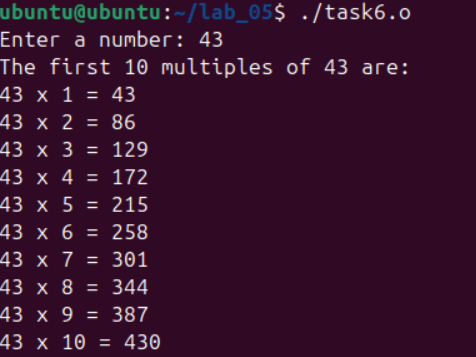 ubuntu@ubuntu:~/lab_05$ ./task6.o
Enter a number: 43
The first 10 multiples of 43 are:
43 x 1 = 43
43 x 2 = 86
43 x 3 = 129
43 x 4 = 172
43 x 5 = 215
43 x 6 = 258
43 x 7 = 301
43 x 8 = 344
43 x 9 = 387
43 x 10 = 430